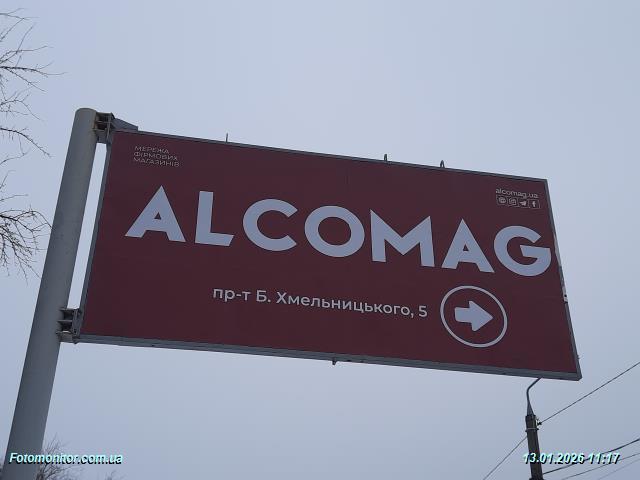 МЕРЕЖА
ФІРМОВИХ
МАГАЗИНІВ
alcomag.ua
ALCOMAG
пр-т Б. Хмельницького, 5
Fotomonitor.com.ua
13.01.2026 11:17